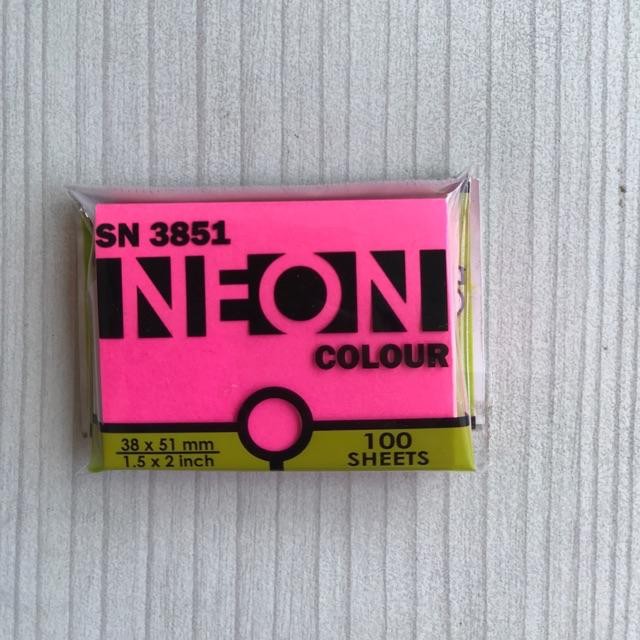 SN 3851
NEON
COLOUR
38 x 51 mm
1.5 x 2 inch
100
SHEETS